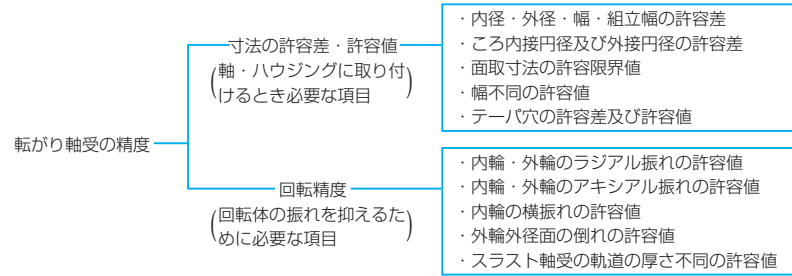 転がり軸受の精度
寸法の許容差・許容値
(軸・ハウジングに取り付
けるとき必要な項目)
・内径・外径・幅・組立幅の許容差
・ころ内接円径及び外接円径の許容差
・面取寸法の許容限界値
・幅不同の許容値
・テーパ穴の許容差及び許容値
回転精度
(回転体の振れを抑えるた
めに必要な項目)
・内輪・外輪のラジアル振れの許容値
・内輪・外輪のアキシアル振れの許容値
・内輪の横振れの許容値
・外輪外径面の倒れの許容値
・スラスト軸受の軌道の厚さ不同の許容値